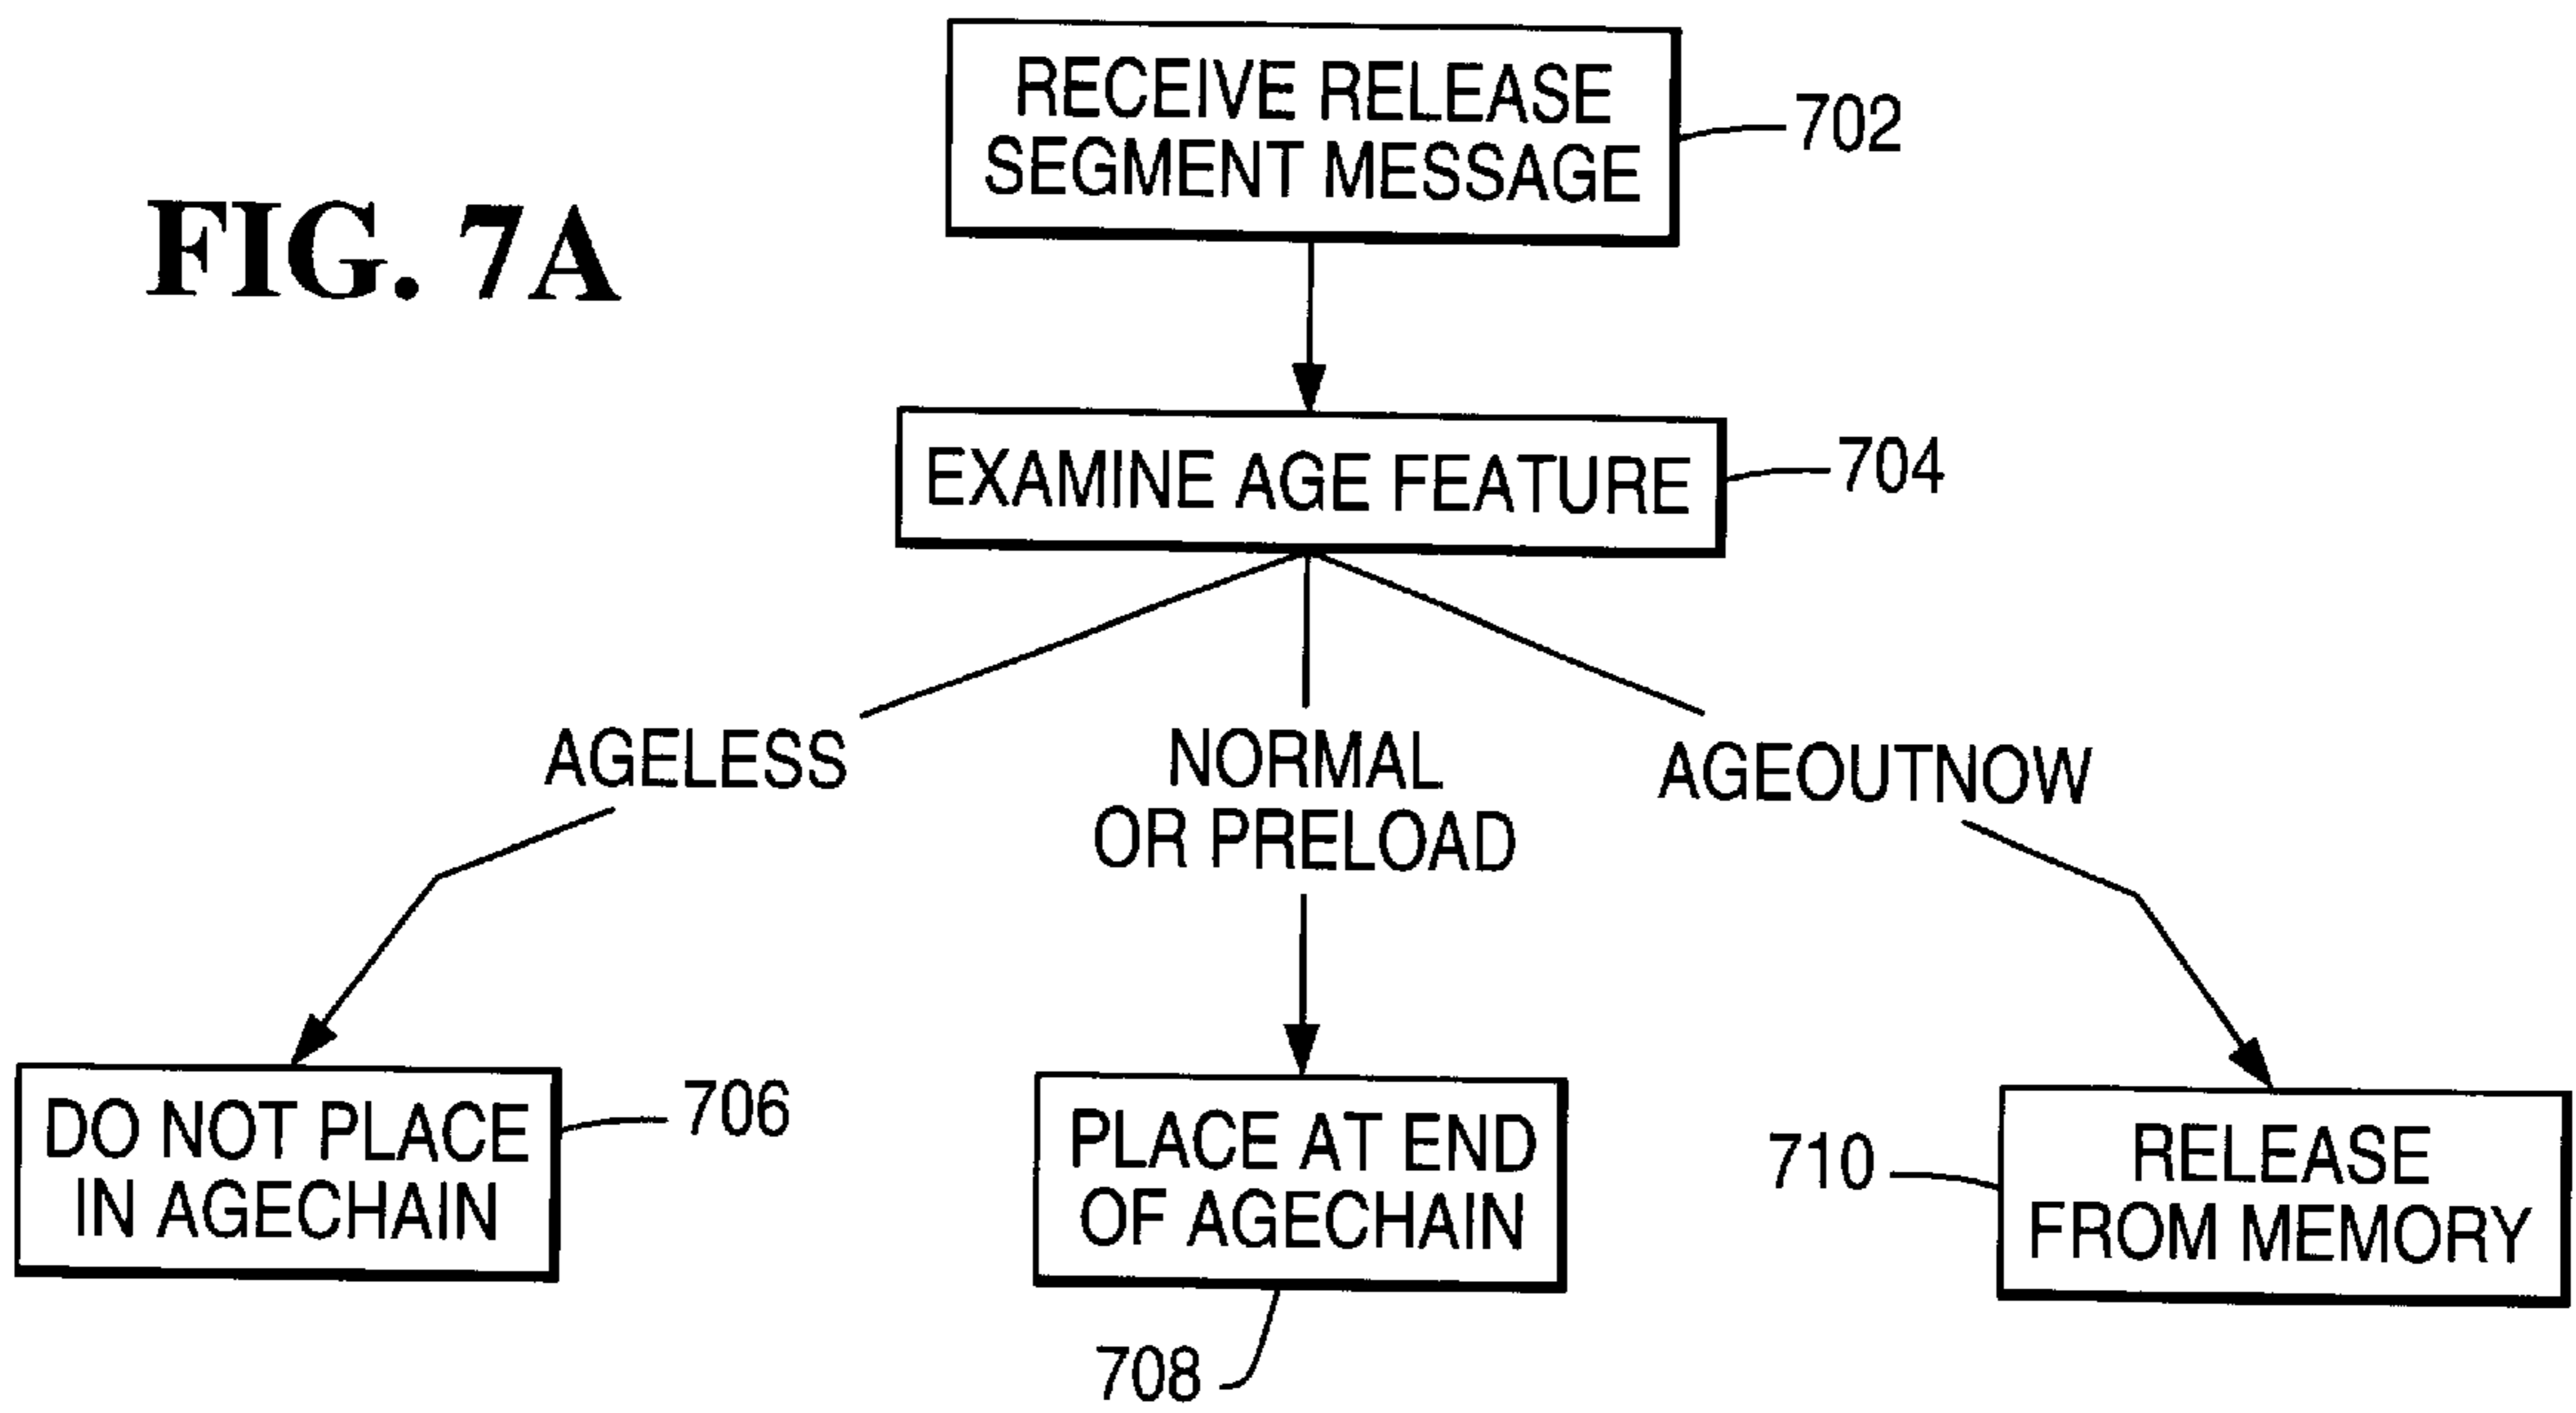 RECEIVE RELEASE
SEGMENT MESSAGE
702
FIG. 7A
EXAMINE AGE FEATURE
704
AGELESS
NORMAL
OR PRELOAD
AGEOUTNOW
DO NOT PLACE
IN AGECHAIN
706
PLACE AT END
OF AGECHAIN
708
710
RELEASE
FROM MEMORY